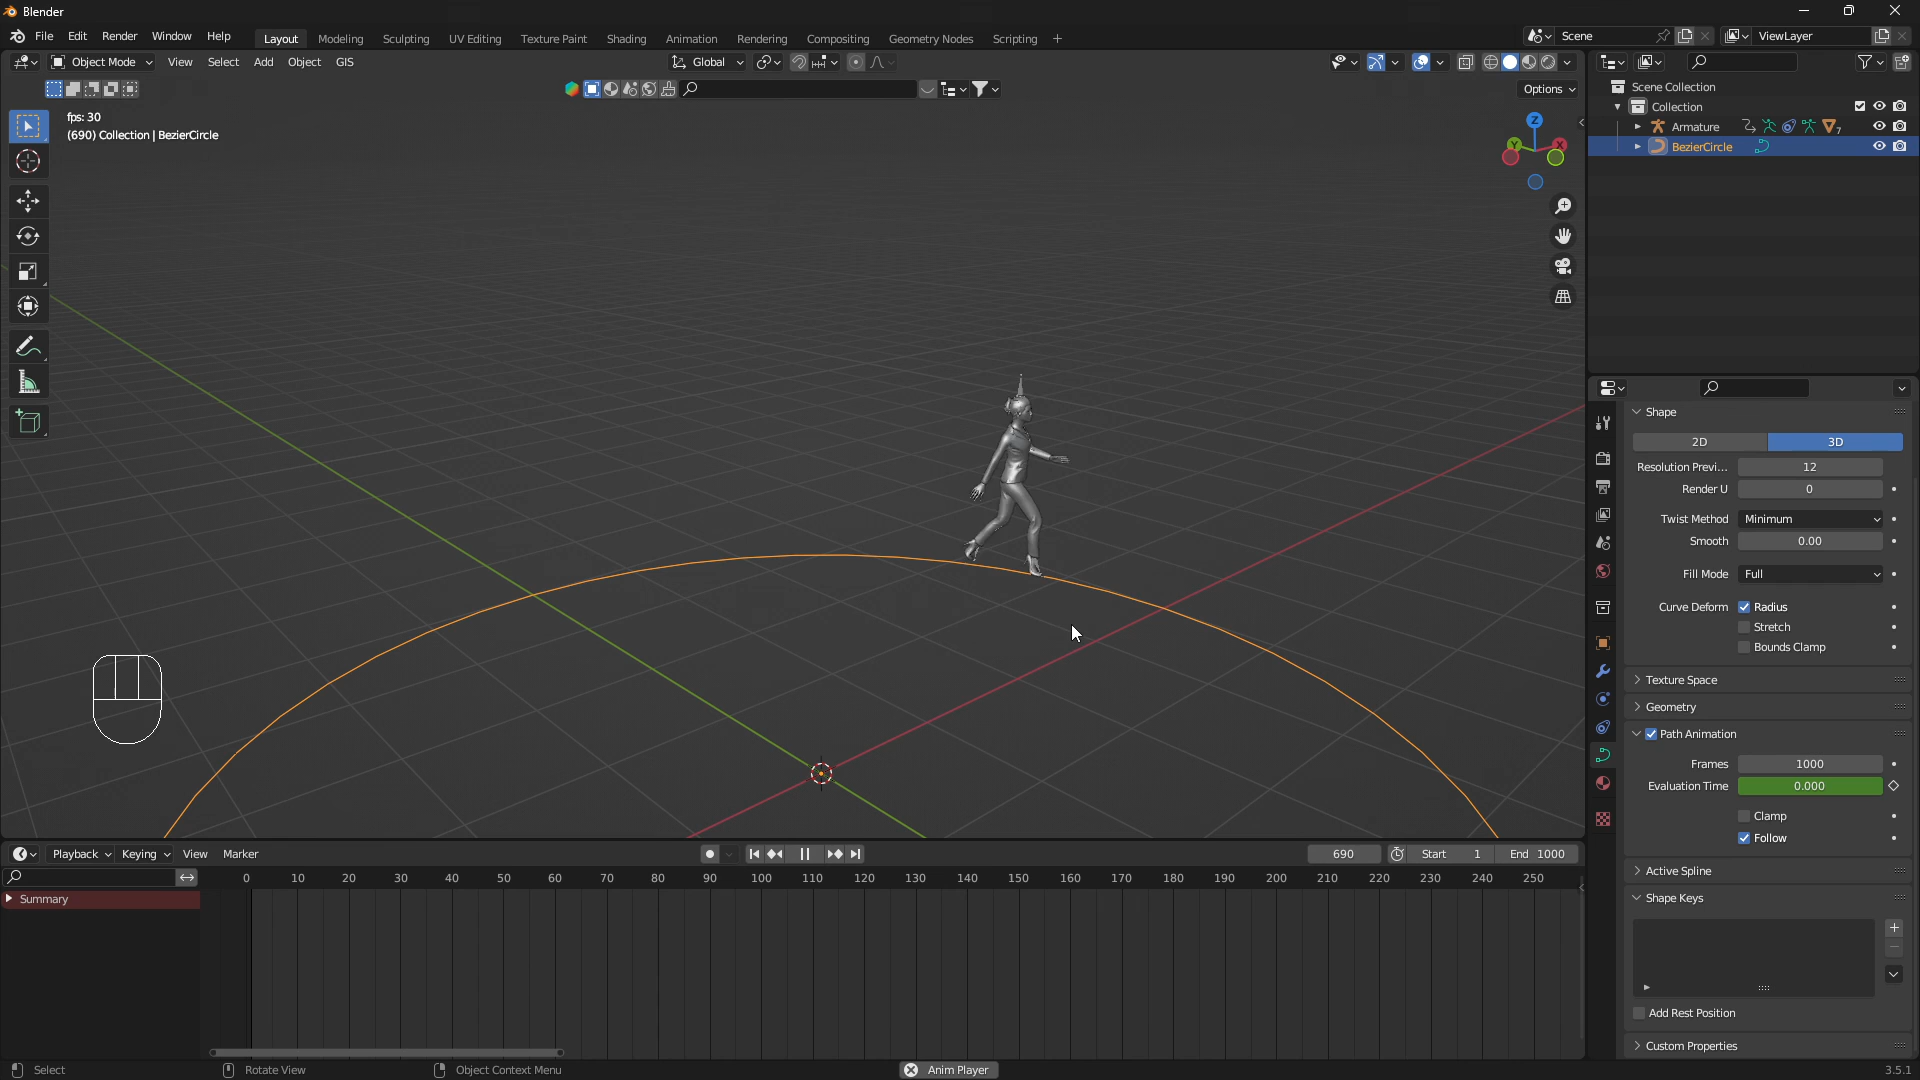 Blender
File Edit Render Window Help
Layout Modeling Sculpting UV Editing Texture Paint Shading Animation Rendering Compositing Geometry Nodes Scripting +
Scene
ViewLayer
Object Mode View Select Add Object GIS
Global
Options
fps: 30
(690) Collection | BezierCircle
Z
Y
X
Scene Collection
Collection
Armature
7
BezierCircle
Shape
2D 3D
Resolution Previ... 12
Render U 0
Twist Method Minimum
Smooth 0.00
Fill Mode Full
Curve Deform Radius
Stretch
Bounds Clamp
Texture Space
Geometry
Path Animation
Frames 1000
Evaluation Time 0.000
Clamp
Follow
Active Spline
Shape Keys
Add Rest Position
Custom Properties
Playback Keying View Marker
690 Start 1 End 1000
0 10 20 30 40 50 60 70 80 90 100 110 120 130 140 150 160 170 180 190 200 210 220 230 240 250
Summary
Select Rotate View Object Context Menu Anim Player 3.5.1